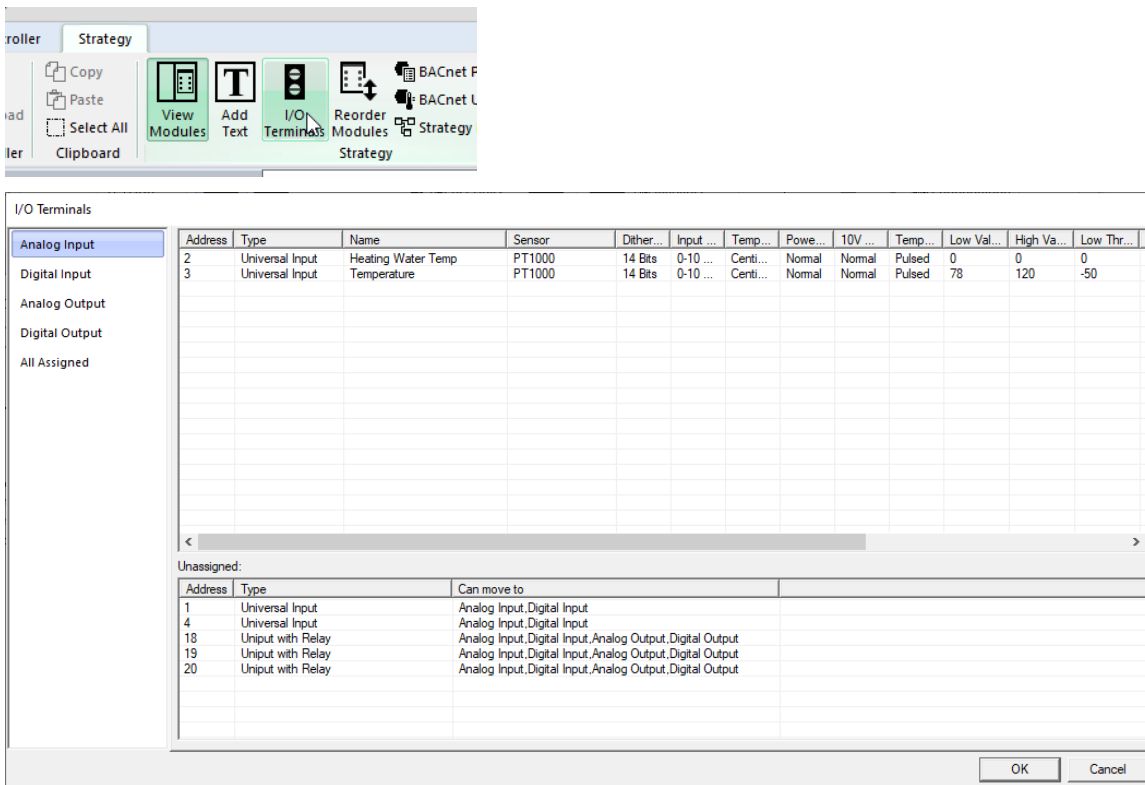 roller Strategy
Copy
Paste
ad Select All
View Modules
Add Text
I/O Terminals
Reorder Modules
BACnet P
BACnet U
Strategy
ler Clipboard Strategy
I/O Terminals
Analog Input
Digital Input
Analog Output
Digital Output
All Assigned
Address Type Name Sensor Dither... Input ... Temp... Powe... 10V ... Temp... Low Val... High Va... Low Thr...
2 Universal Input Heating Water Temp PT1000 14 Bits 0-10 ... Centi... Normal Normal Pulsed 0 0 0
3 Universal Input Temperature PT1000 14 Bits 0-10 ... Centi... Normal Normal Pulsed 78 120 -50
Unassigned:
Address Type Can move to
1 Universal Input Analog Input,Digital Input
4 Universal Input Analog Input,Digital Input
18 Uniput with Relay Analog Input,Digital Input,Analog Output,Digital Output
19 Uniput with Relay Analog Input,Digital Input,Analog Output,Digital Output
20 Uniput with Relay Analog Input,Digital Input,Analog Output,Digital Output
OK Cancel